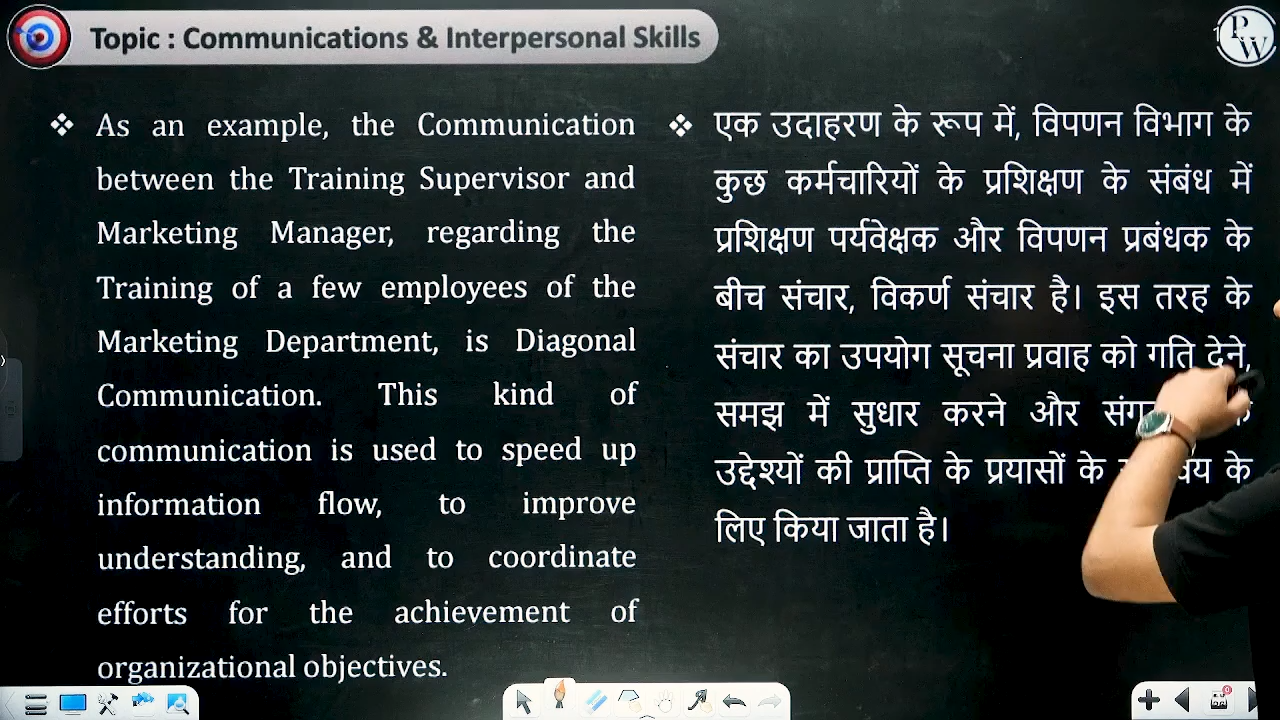 Topic : Communications & Interpersonal Skills
PW
❖ As an example, the Communication
between the Training Supervisor and
Marketing Manager, regarding the
Training of a few employees of the
Marketing Department, is Diagonal
Communication. This kind of
communication is used to speed up
information flow, to improve
understanding, and to coordinate
efforts for the achievement of
organizational objectives.
❖ एक उदाहरण के रूप में, विपणन विभाग के
कुछ कर्मचारियों के प्रशिक्षण के संबंध में
प्रशिक्षण पर्यवेक्षक और विपणन प्रबंधक के
बीच संचार, विकर्ण संचार है। इस तरह के
संचार का उपयोग सूचना प्रवाह को गति देने,
समझ में सुधार करने और
उद्देश्यों की प्राप्ति के प्रयासों के के
लिए किया जाता है।